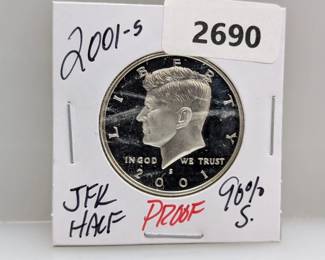 2001-S
2690
LIBERTY
IN GOD WE TRUST
S
2001
JFK
HALF
PROOF
90%
S.